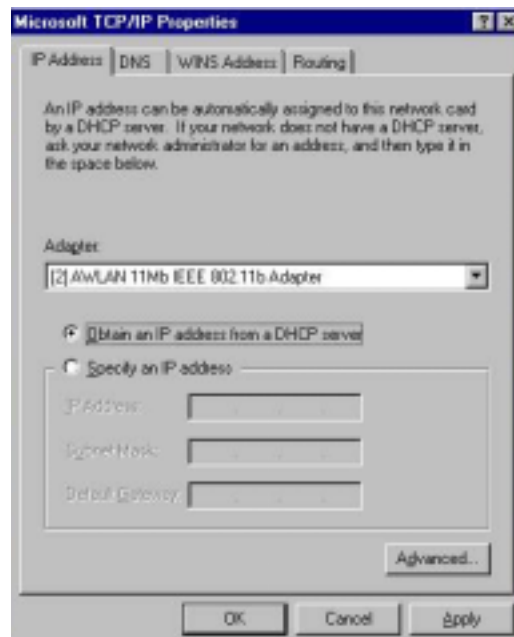 Microsoft TCP/IP Properties
IP Address DNS WINS Address Routing
An IP address can be automatically assigned to this network card
by a DHCP server. If your network does not have a DHCP server,
ask your network administrator for an address, and then type it in
the space below.
Adapter:
[2] AWLAN 11Mb IEEE 802.11b Adapter
Obtain an IP address from a DHCP server
Specify an IP address
IP Address:
Subnet Mask:
Default Gateway:
Advanced...
OK Cancel Apply